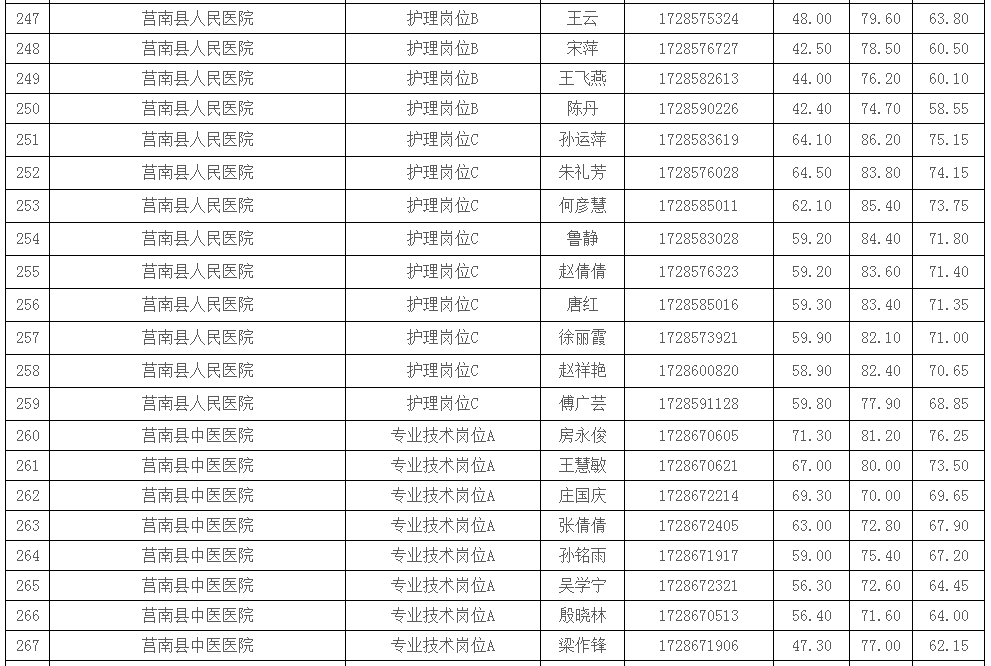 247 莒南县人民医院 护理岗位B 王云 1728575324 48.00 79.60 63.80
248 莒南县人民医院 护理岗位B 宋萍 1728576727 42.50 78.50 60.50
249 莒南县人民医院 护理岗位B 王飞燕 1728582613 44.00 76.20 60.10
250 莒南县人民医院 护理岗位B 陈丹 1728590226 42.40 74.70 58.55
251 莒南县人民医院 护理岗位C 孙运萍 1728583619 64.10 86.20 75.15
252 莒南县人民医院 护理岗位C 朱礼芳 1728576028 64.50 83.80 74.15
253 莒南县人民医院 护理岗位C 何彦慧 1728585011 62.10 85.40 73.75
254 莒南县人民医院 护理岗位C 鲁静 1728583028 59.20 84.40 71.80
255 莒南县人民医院 护理岗位C 赵倩倩 1728576323 59.20 83.60 71.40
256 莒南县人民医院 护理岗位C 唐红 1728585016 59.30 83.40 71.35
257 莒南县人民医院 护理岗位C 徐丽霞 1728573921 59.90 82.10 71.00
258 莒南县人民医院 护理岗位C 赵祥艳 1728600820 58.90 82.40 70.65
259 莒南县人民医院 护理岗位C 傅广芸 1728591128 59.80 77.90 68.85
260 莒南县中医医院 专业技术岗位A 房永俊 1728670605 71.30 81.20 76.25
261 莒南县中医医院 专业技术岗位A 王慧敏 1728670621 67.00 80.00 73.50
262 莒南县中医医院 专业技术岗位A 庄国庆 1728672214 69.30 70.00 69.65
263 莒南县中医医院 专业技术岗位A 张倩倩 1728672405 63.00 72.80 67.90
264 莒南县中医医院 专业技术岗位A 孙铭雨 1728671917 59.00 75.40 67.20
265 莒南县中医医院 专业技术岗位A 吴学宁 1728672321 56.30 72.60 64.45
266 莒南县中医医院 专业技术岗位A 殷晓林 1728670513 56.40 71.60 64.00
267 莒南县中医医院 专业技术岗位A 梁作锋 1728671906 47.30 77.00 62.15